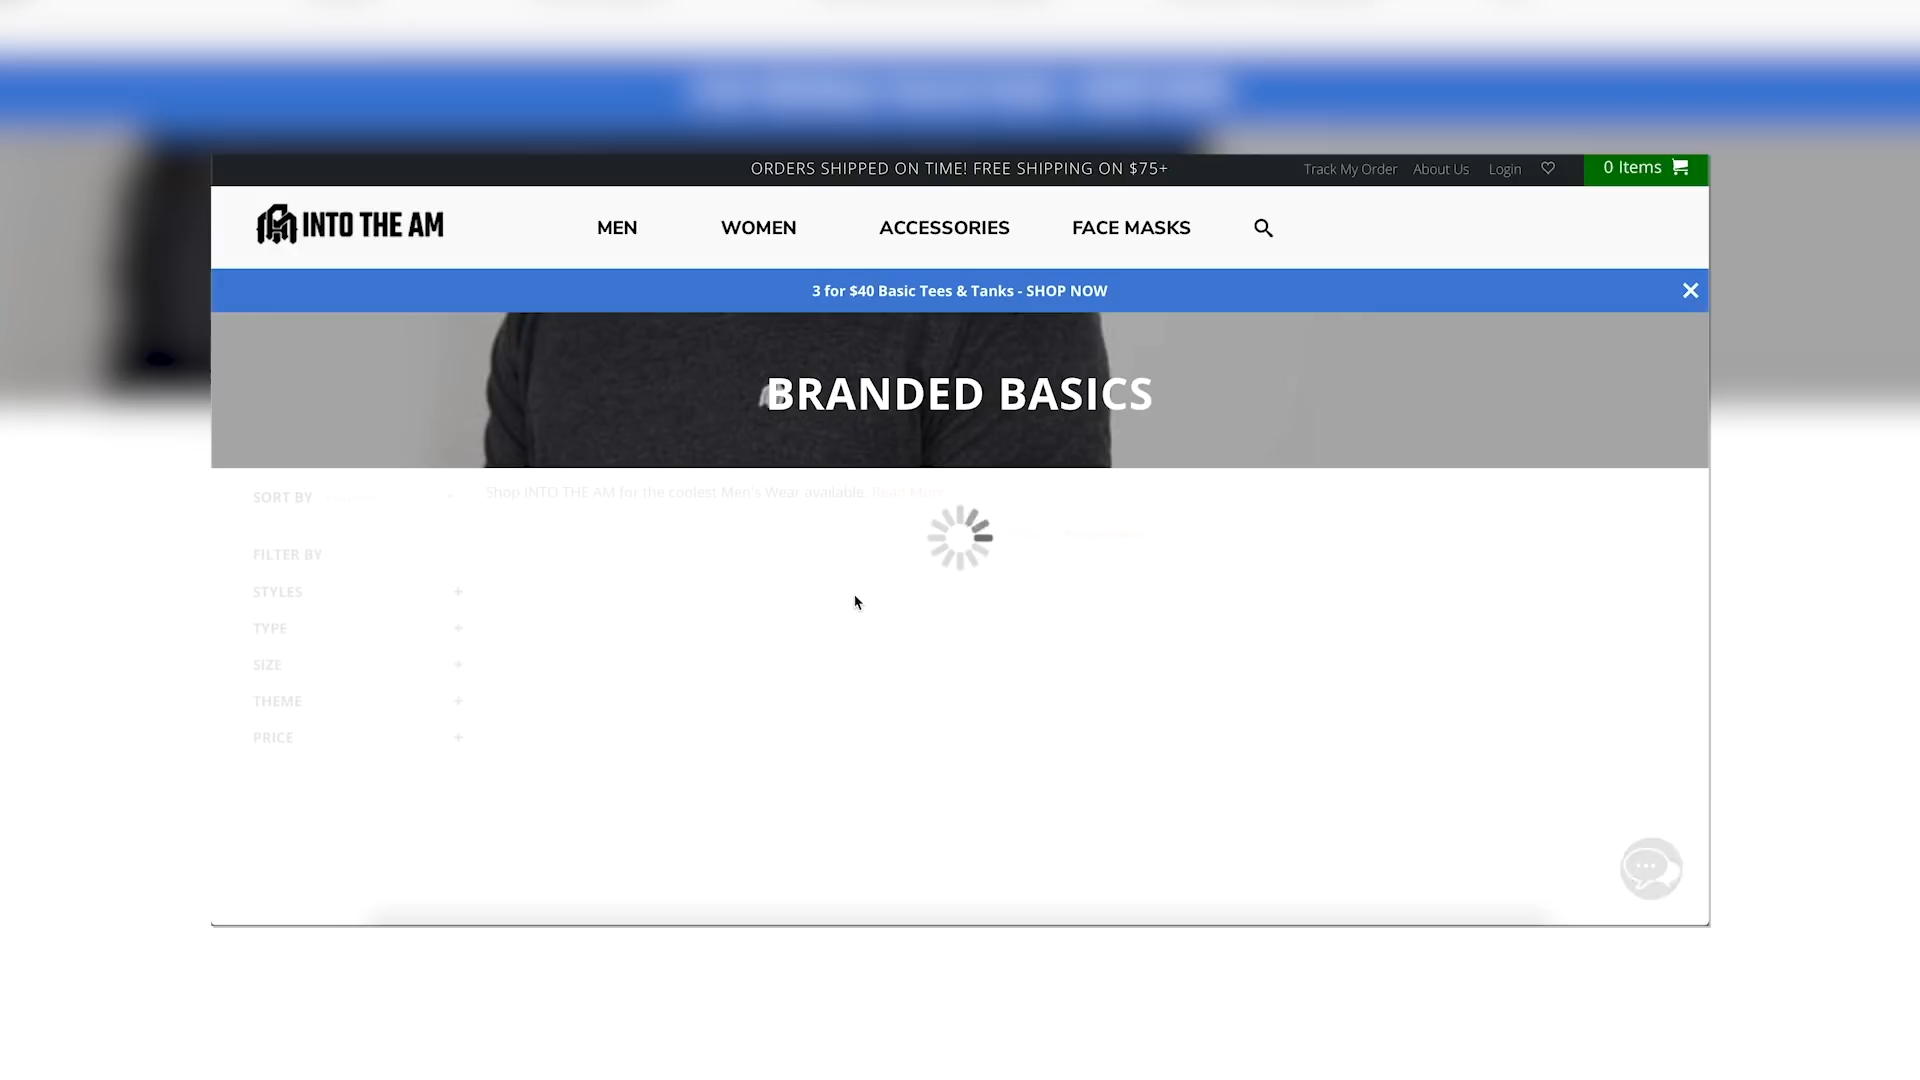 ORDERS SHIPPED ON TIME! FREE SHIPPING ON $75+
Track My Order
About Us
Login
0 Items
INTO THE AM
MEN
WOMEN
ACCESSORIES
FACE MASKS
3 for $40 Basic Tees & Tanks - SHOP NOW
BRANDED BASICS
SORT BY
Shop INTO THE AM for the coolest Men's Wear available. Read More
FILTER BY
STYLES +
TYPE +
SIZE +
THEME +
PRICE +